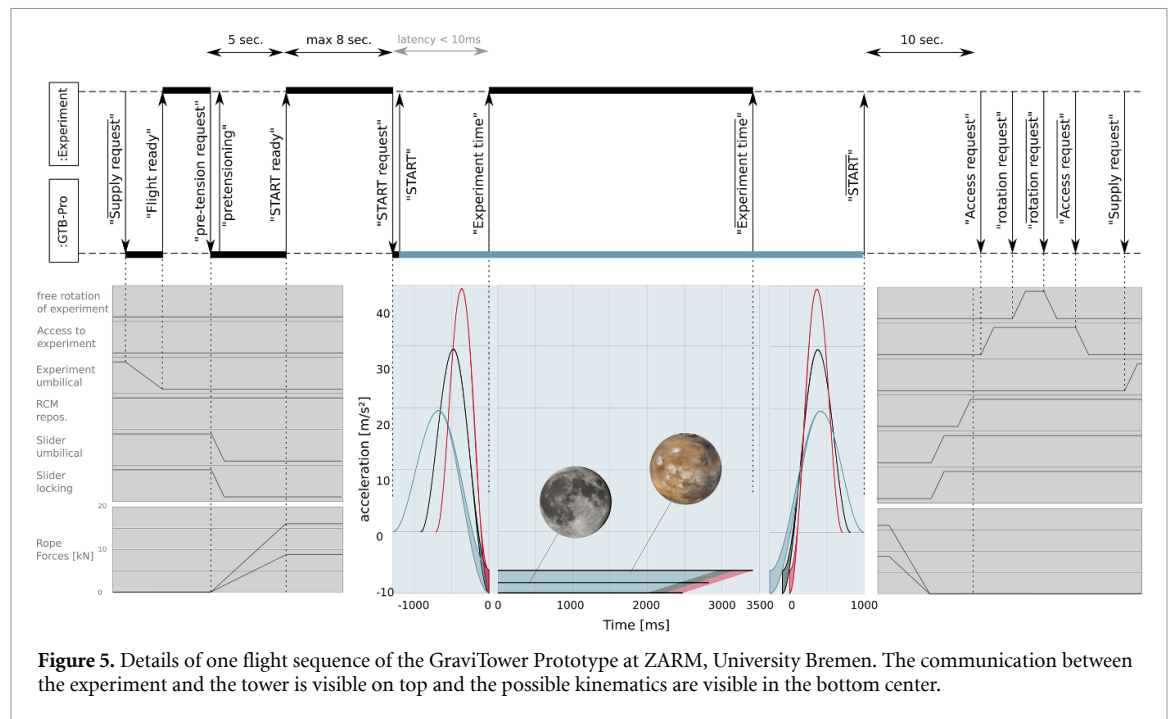 5 sec.
max 8 sec.
latency < 10ms
10 sec.
:Experiment
:GTB-Pro
"Supply request"
"Flight ready"
"pre-tension request"
"pretensioning"
"START ready"
"START request"
"START"
"Experiment time"
"Experiment time"
"START"
"Access request"
"rotation request"
"rotation request"
"Access request"
"Supply request"
free rotation
of experiment
Access to
experiment
Experiment
umbilical
RCM
repos.
Slider
umbilical
Slider
locking
Rope
Forces [kN]
20
10
0
acceleration [m/s²]
40
30
20
10
0
-10
-1000 0 0 1000 2000 3000 3500 0 1000
Time [ms]
Figure 5. Details of one flight sequence of the GraviTower Prototype at ZARM, University Bremen. The communication between
the experiment and the tower is visible on top and the possible kinematics are visible in the bottom center.